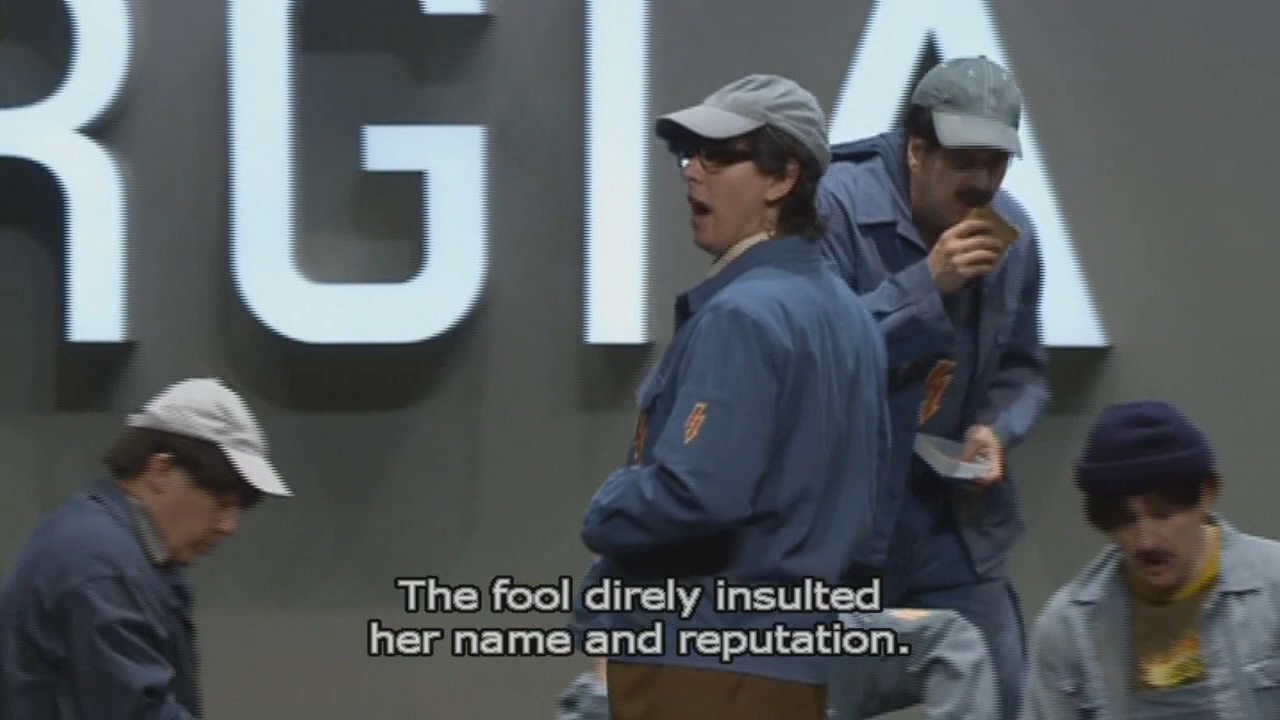 RGIA
The fool direly insulted
her name and reputation.